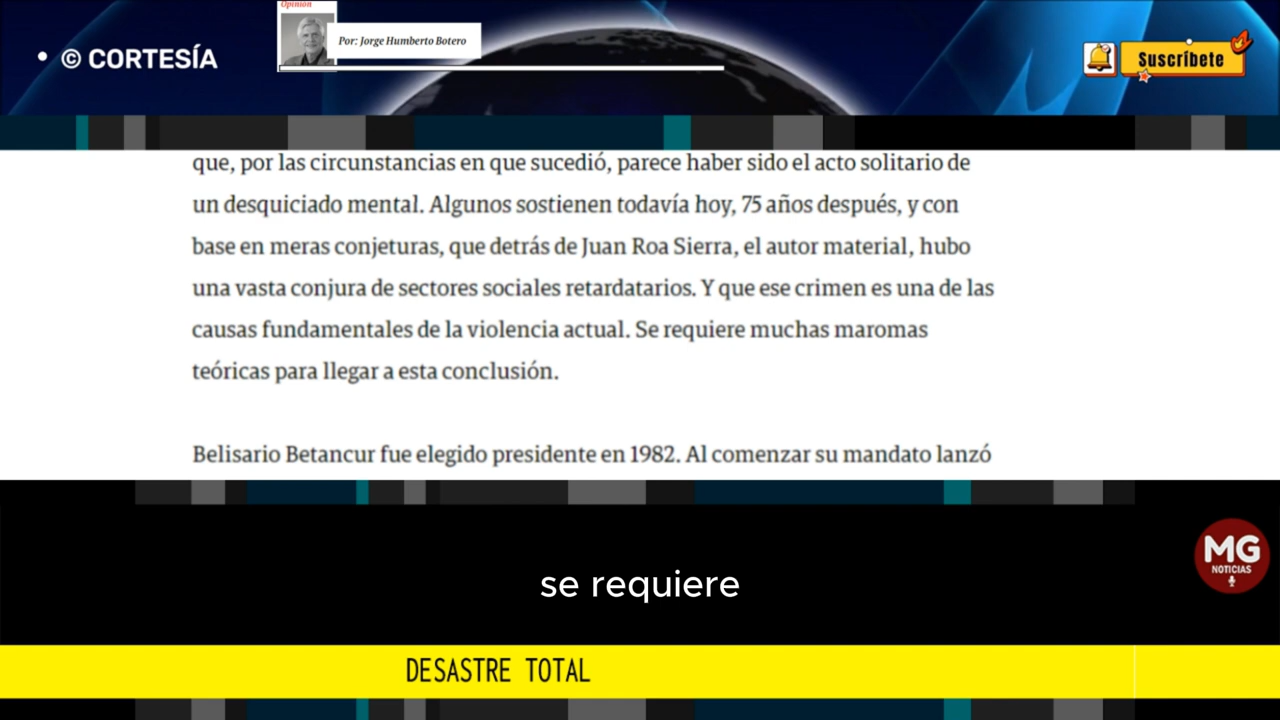 Opinión
Por: Jorge Humberto Botero
• © CORTESÍA
Suscríbete
que, por las circunstancias en que sucedió, parece haber sido el acto solitario de
un desquiciado mental. Algunos sostienen todavía hoy, 75 años después, y con
base en meras conjeturas, que detrás de Juan Roa Sierra, el autor material, hubo
una vasta conjura de sectores sociales retardatarios. Y que ese crimen es una de las
causas fundamentales de la violencia actual. Se requiere muchas maromas
teóricas para llegar a esta conclusión.
Belisario Betancur fue elegido presidente en 1982. Al comenzar su mandato lanzó
MG
NOTICIAS
se requiere
DESASTRE TOTAL